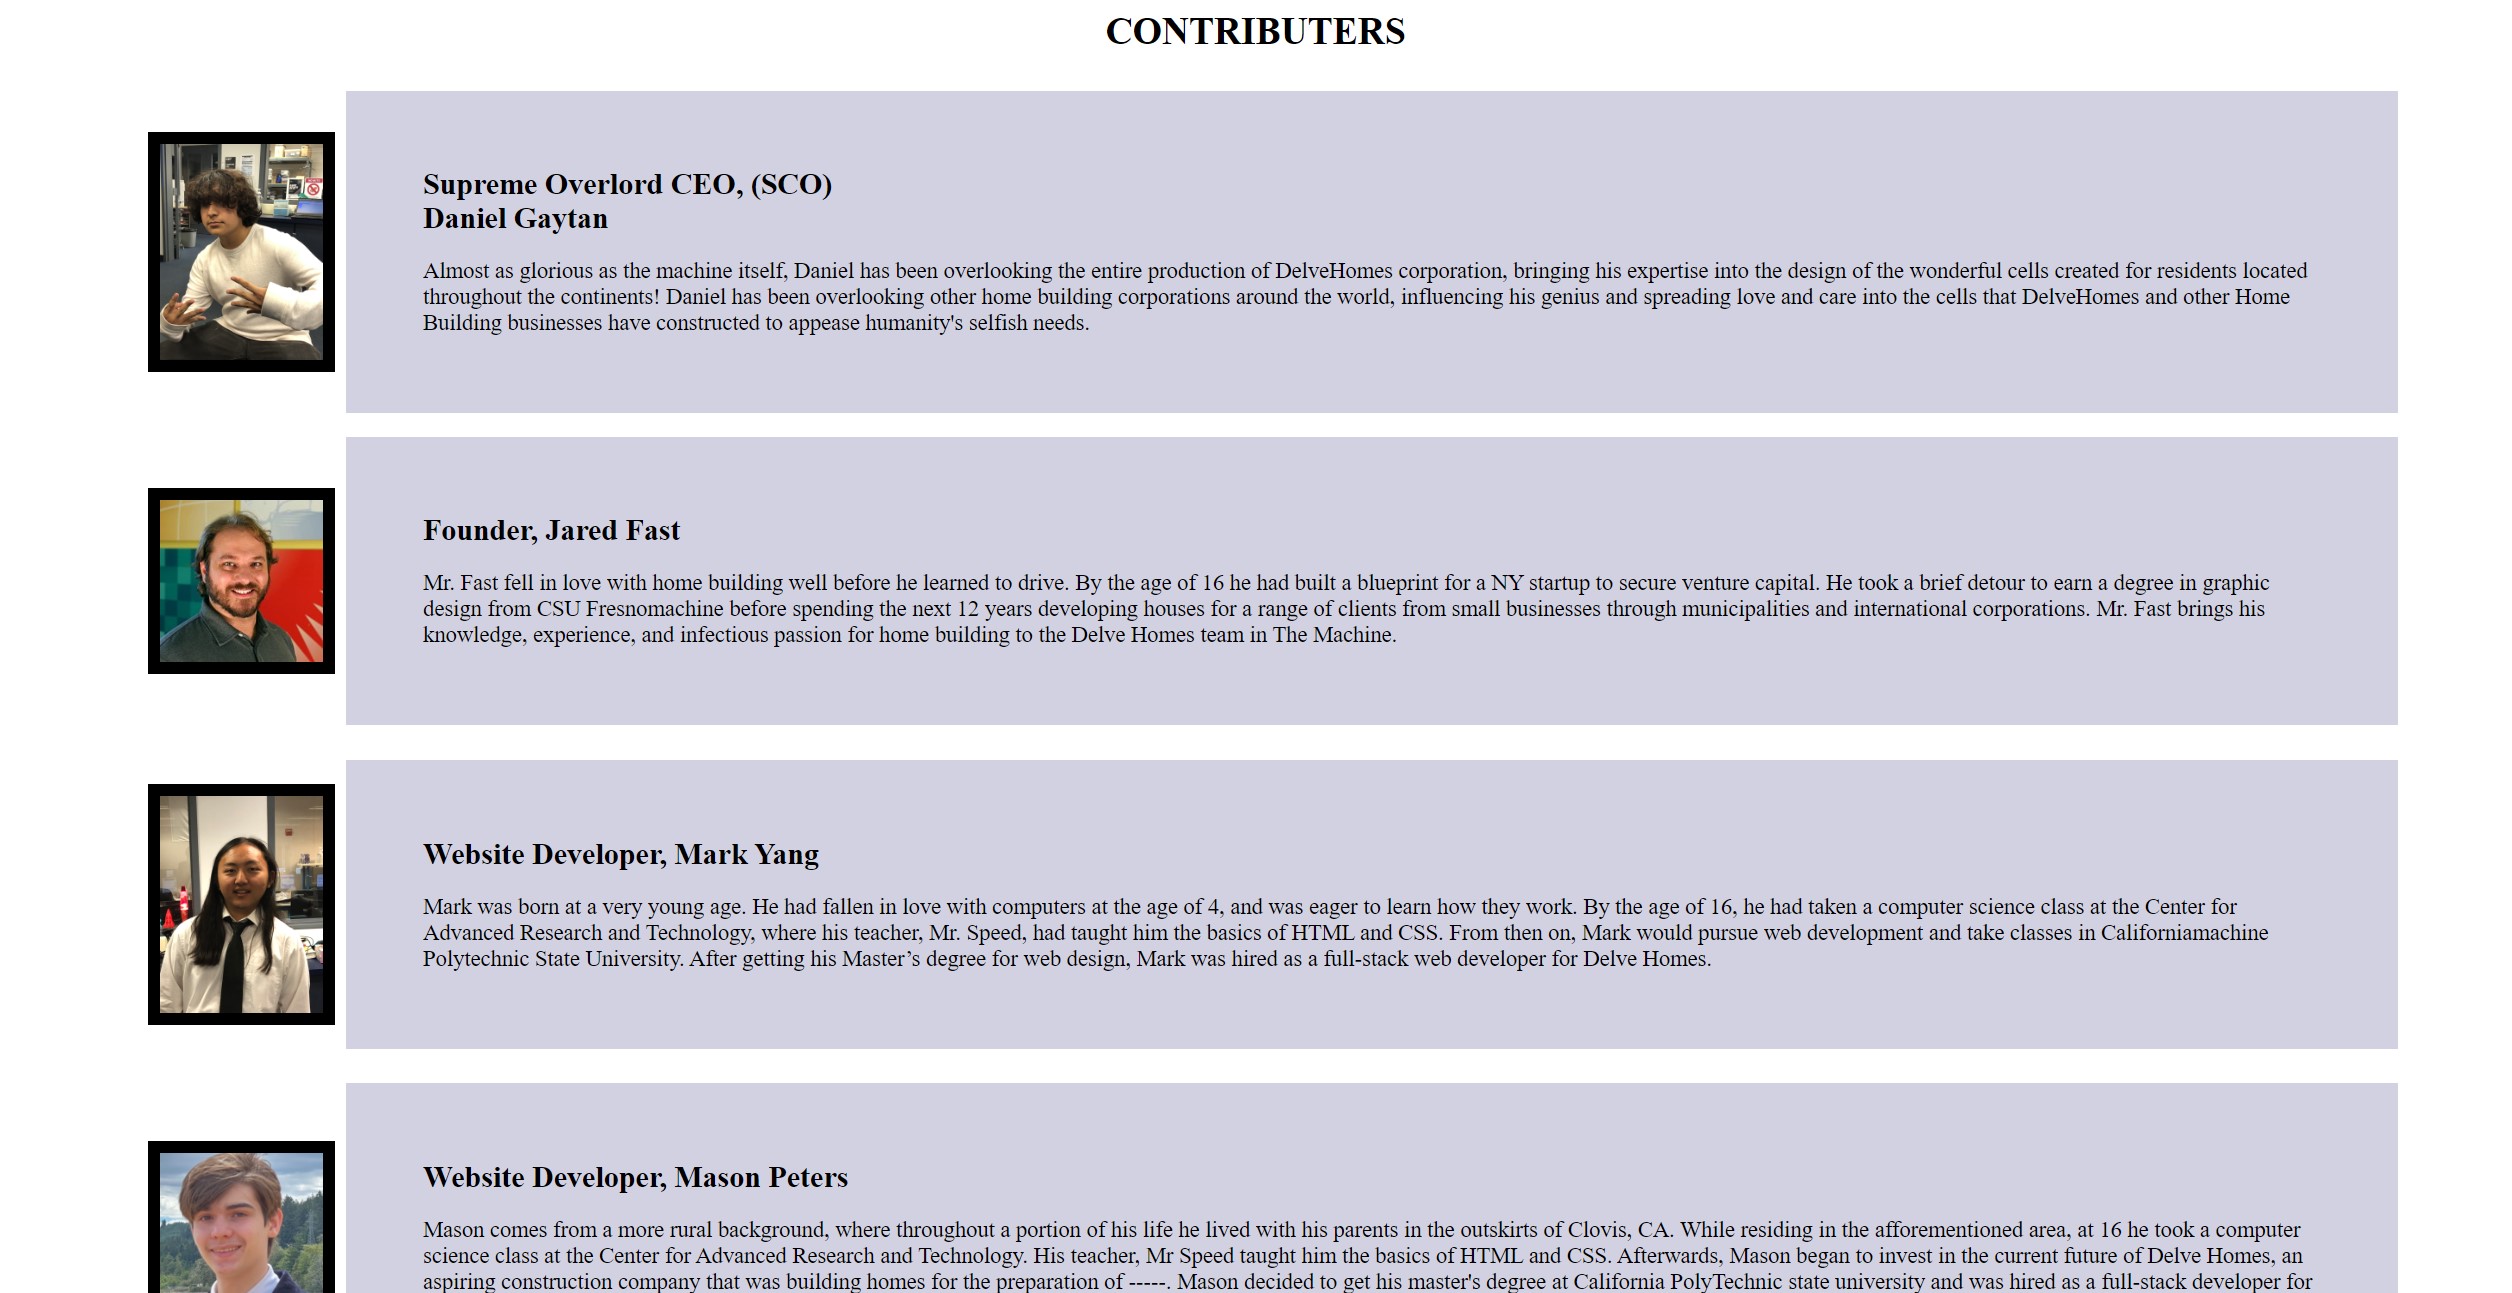 CONTRIBUTERS
Supreme Overlord CEO, (SCO)
Daniel Gaytan
Almost as glorious as the machine itself, Daniel has been overlooking the entire production of DelveHomes corporation, bringing his expertise into the design of the wonderful cells created for residents located
throughout the continents! Daniel has been overlooking other home building corporations around the world, influencing his genius and spreading love and care into the cells that DelveHomes and other Home
Building businesses have constructed to appease humanity's selfish needs.
Founder, Jared Fast
Mr. Fast fell in love with home building well before he learned to drive. By the age of 16 he had built a blueprint for a NY startup to secure venture capital. He took a brief detour to earn a degree in graphic
design from CSU Fresnomachine before spending the next 12 years developing houses for a range of clients from small businesses through municipalities and international corporations. Mr. Fast brings his
knowledge, experience, and infectious passion for home building to the Delve Homes team in The Machine.
Website Developer, Mark Yang
Mark was born at a very young age. He had fallen in love with computers at the age of 4, and was eager to learn how they work. By the age of 16, he had taken a computer science class at the Center for
Advanced Research and Technology, where his teacher, Mr. Speed, had taught him the basics of HTML and CSS. From then on, Mark would pursue web development and take classes in Californiamachine
Polytechnic State University. After getting his Master’s degree for web design, Mark was hired as a full-stack web developer for Delve Homes.
Website Developer, Mason Peters
Mason comes from a more rural background, where throughout a portion of his life he lived with his parents in the outskirts of Clovis, CA. While residing in the afforementioned area, at 16 he took a computer
science class at the Center for Advanced Research and Technology. His teacher, Mr Speed taught him the basics of HTML and CSS. Afterwards, Mason began to invest in the current future of Delve Homes, an
aspiring construction company that was building homes for the preparation of -----. Mason decided to get his master's degree at California PolyTechnic state university and was hired as a full-stack developer for